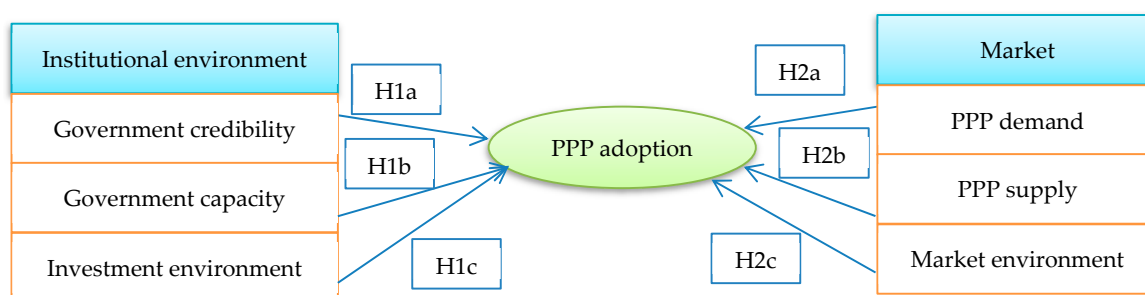 Institutional environment
Government credibility
Government capacity
Investment environment
H1a
H1b
H1c
PPP adoption
H2a
H2b
H2c
Market
PPP demand
PPP supply
Market environment